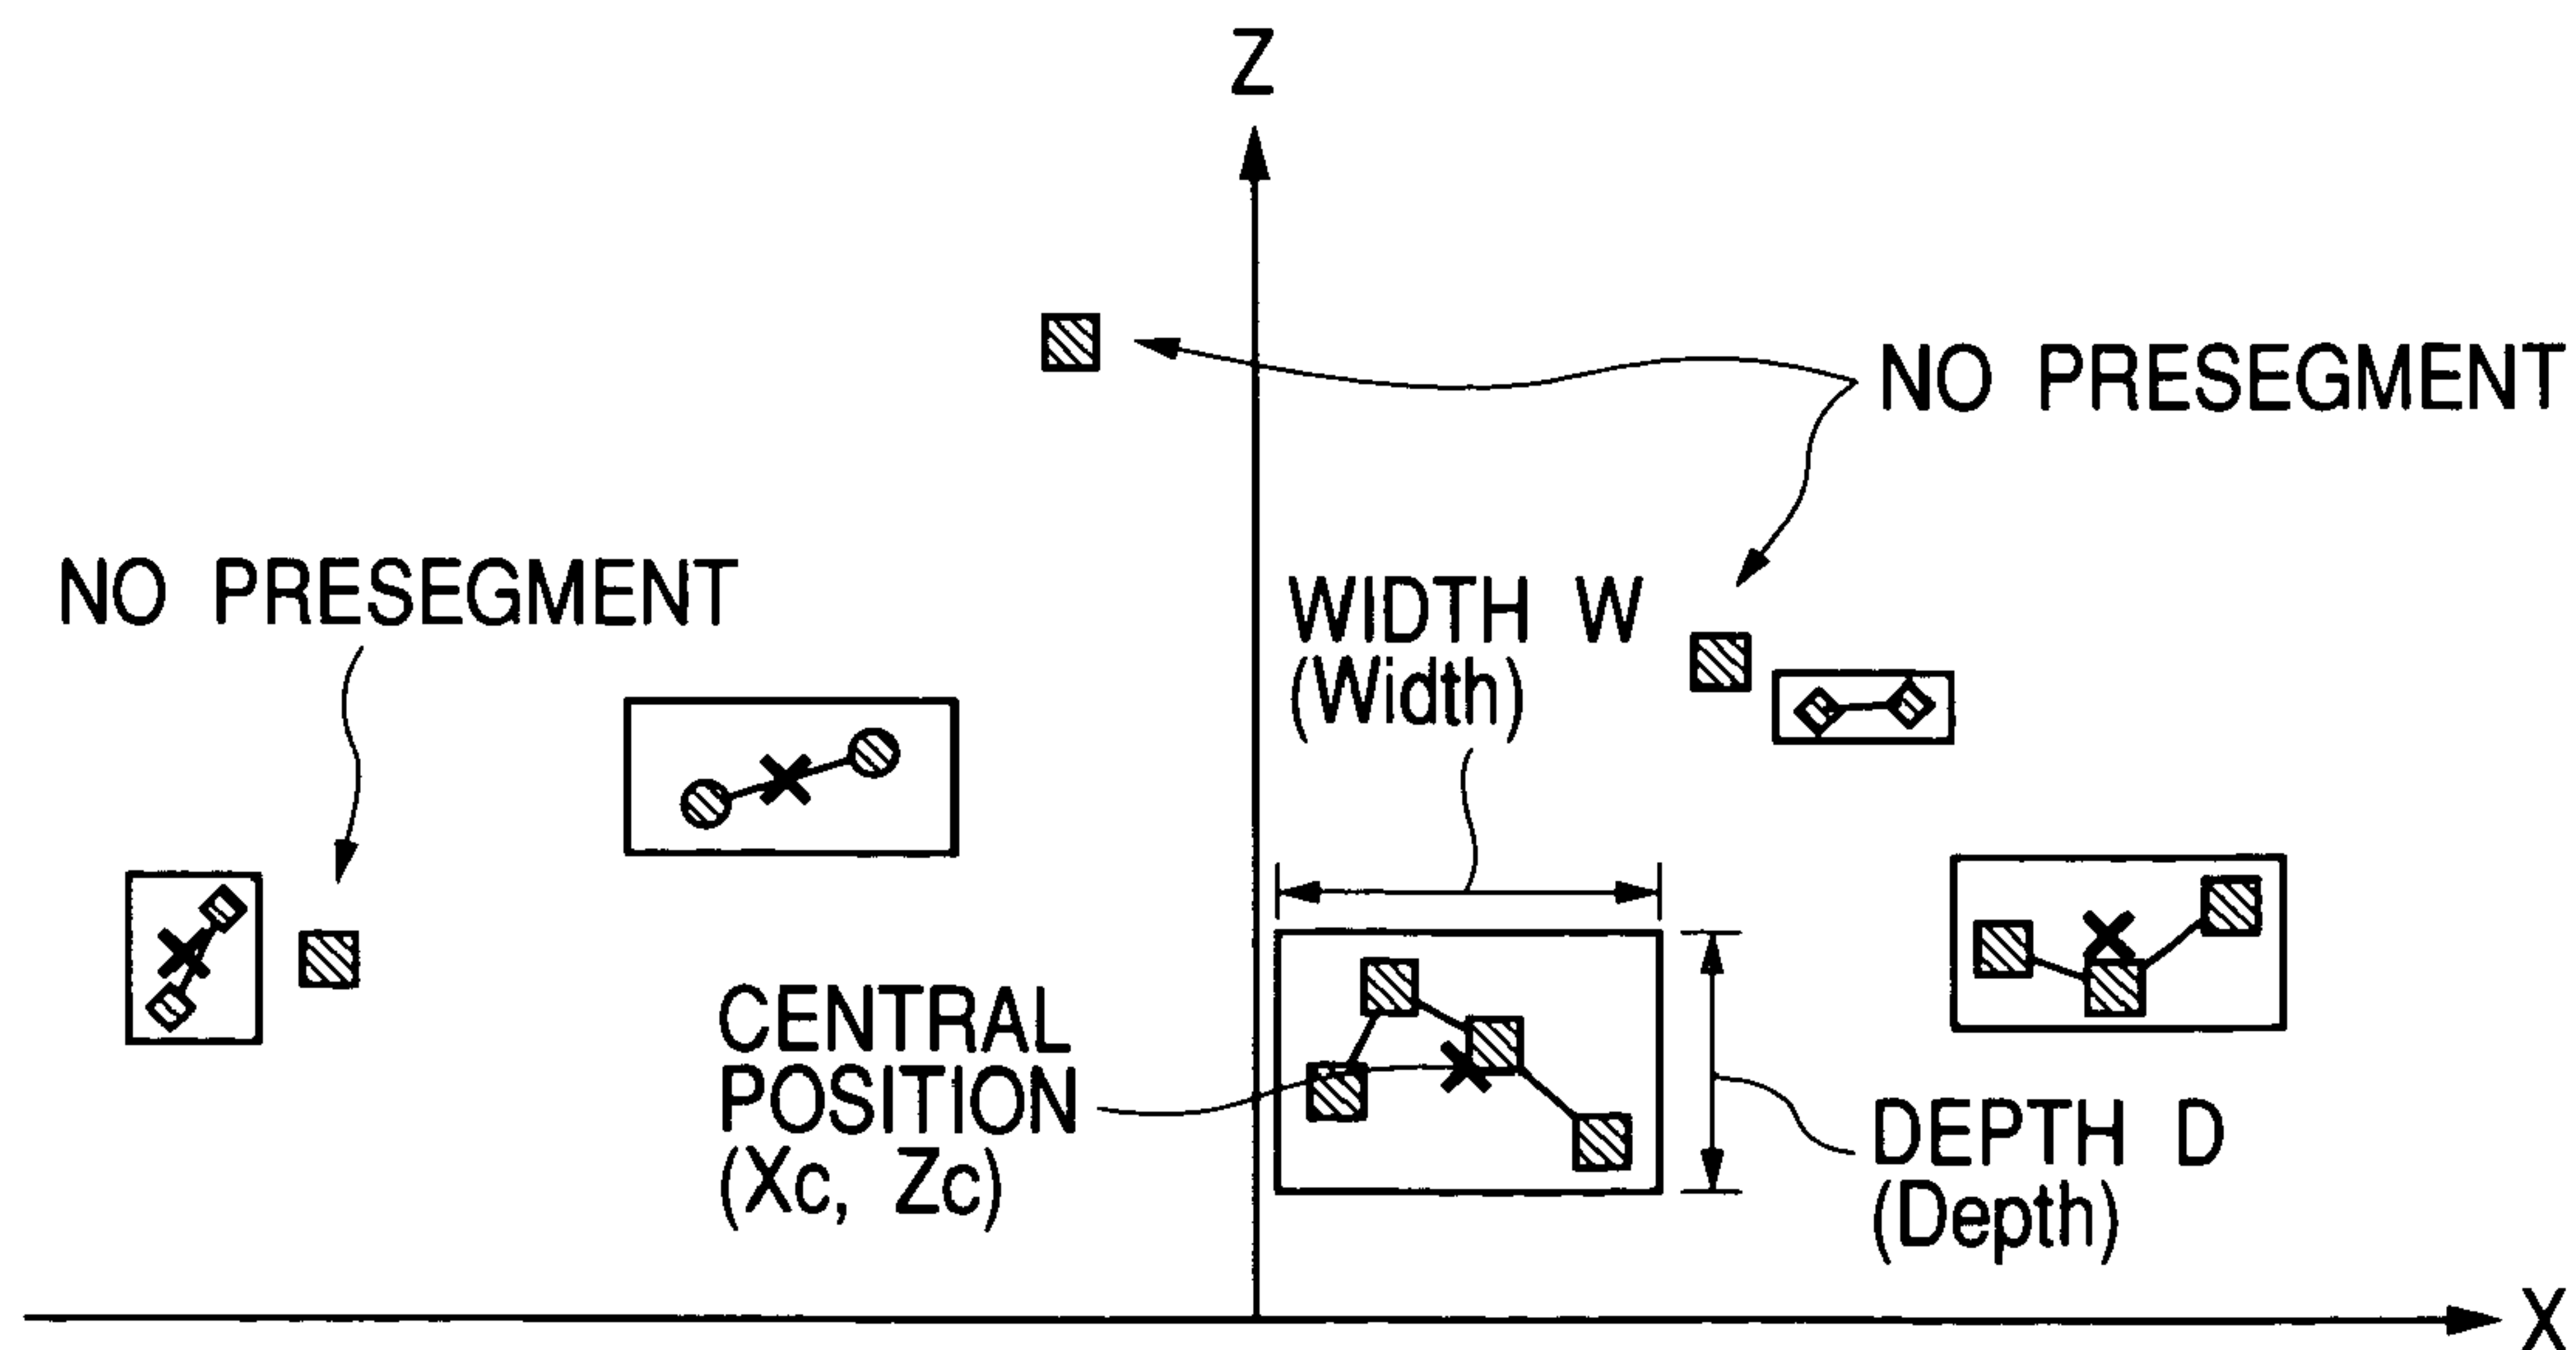 Z
NO PRESEGMENT
NO PRESEGMENT
WIDTH W
(Width)
CENTRAL
POSITION
(Xc, Zc)
DEPTH D
(Depth)
X